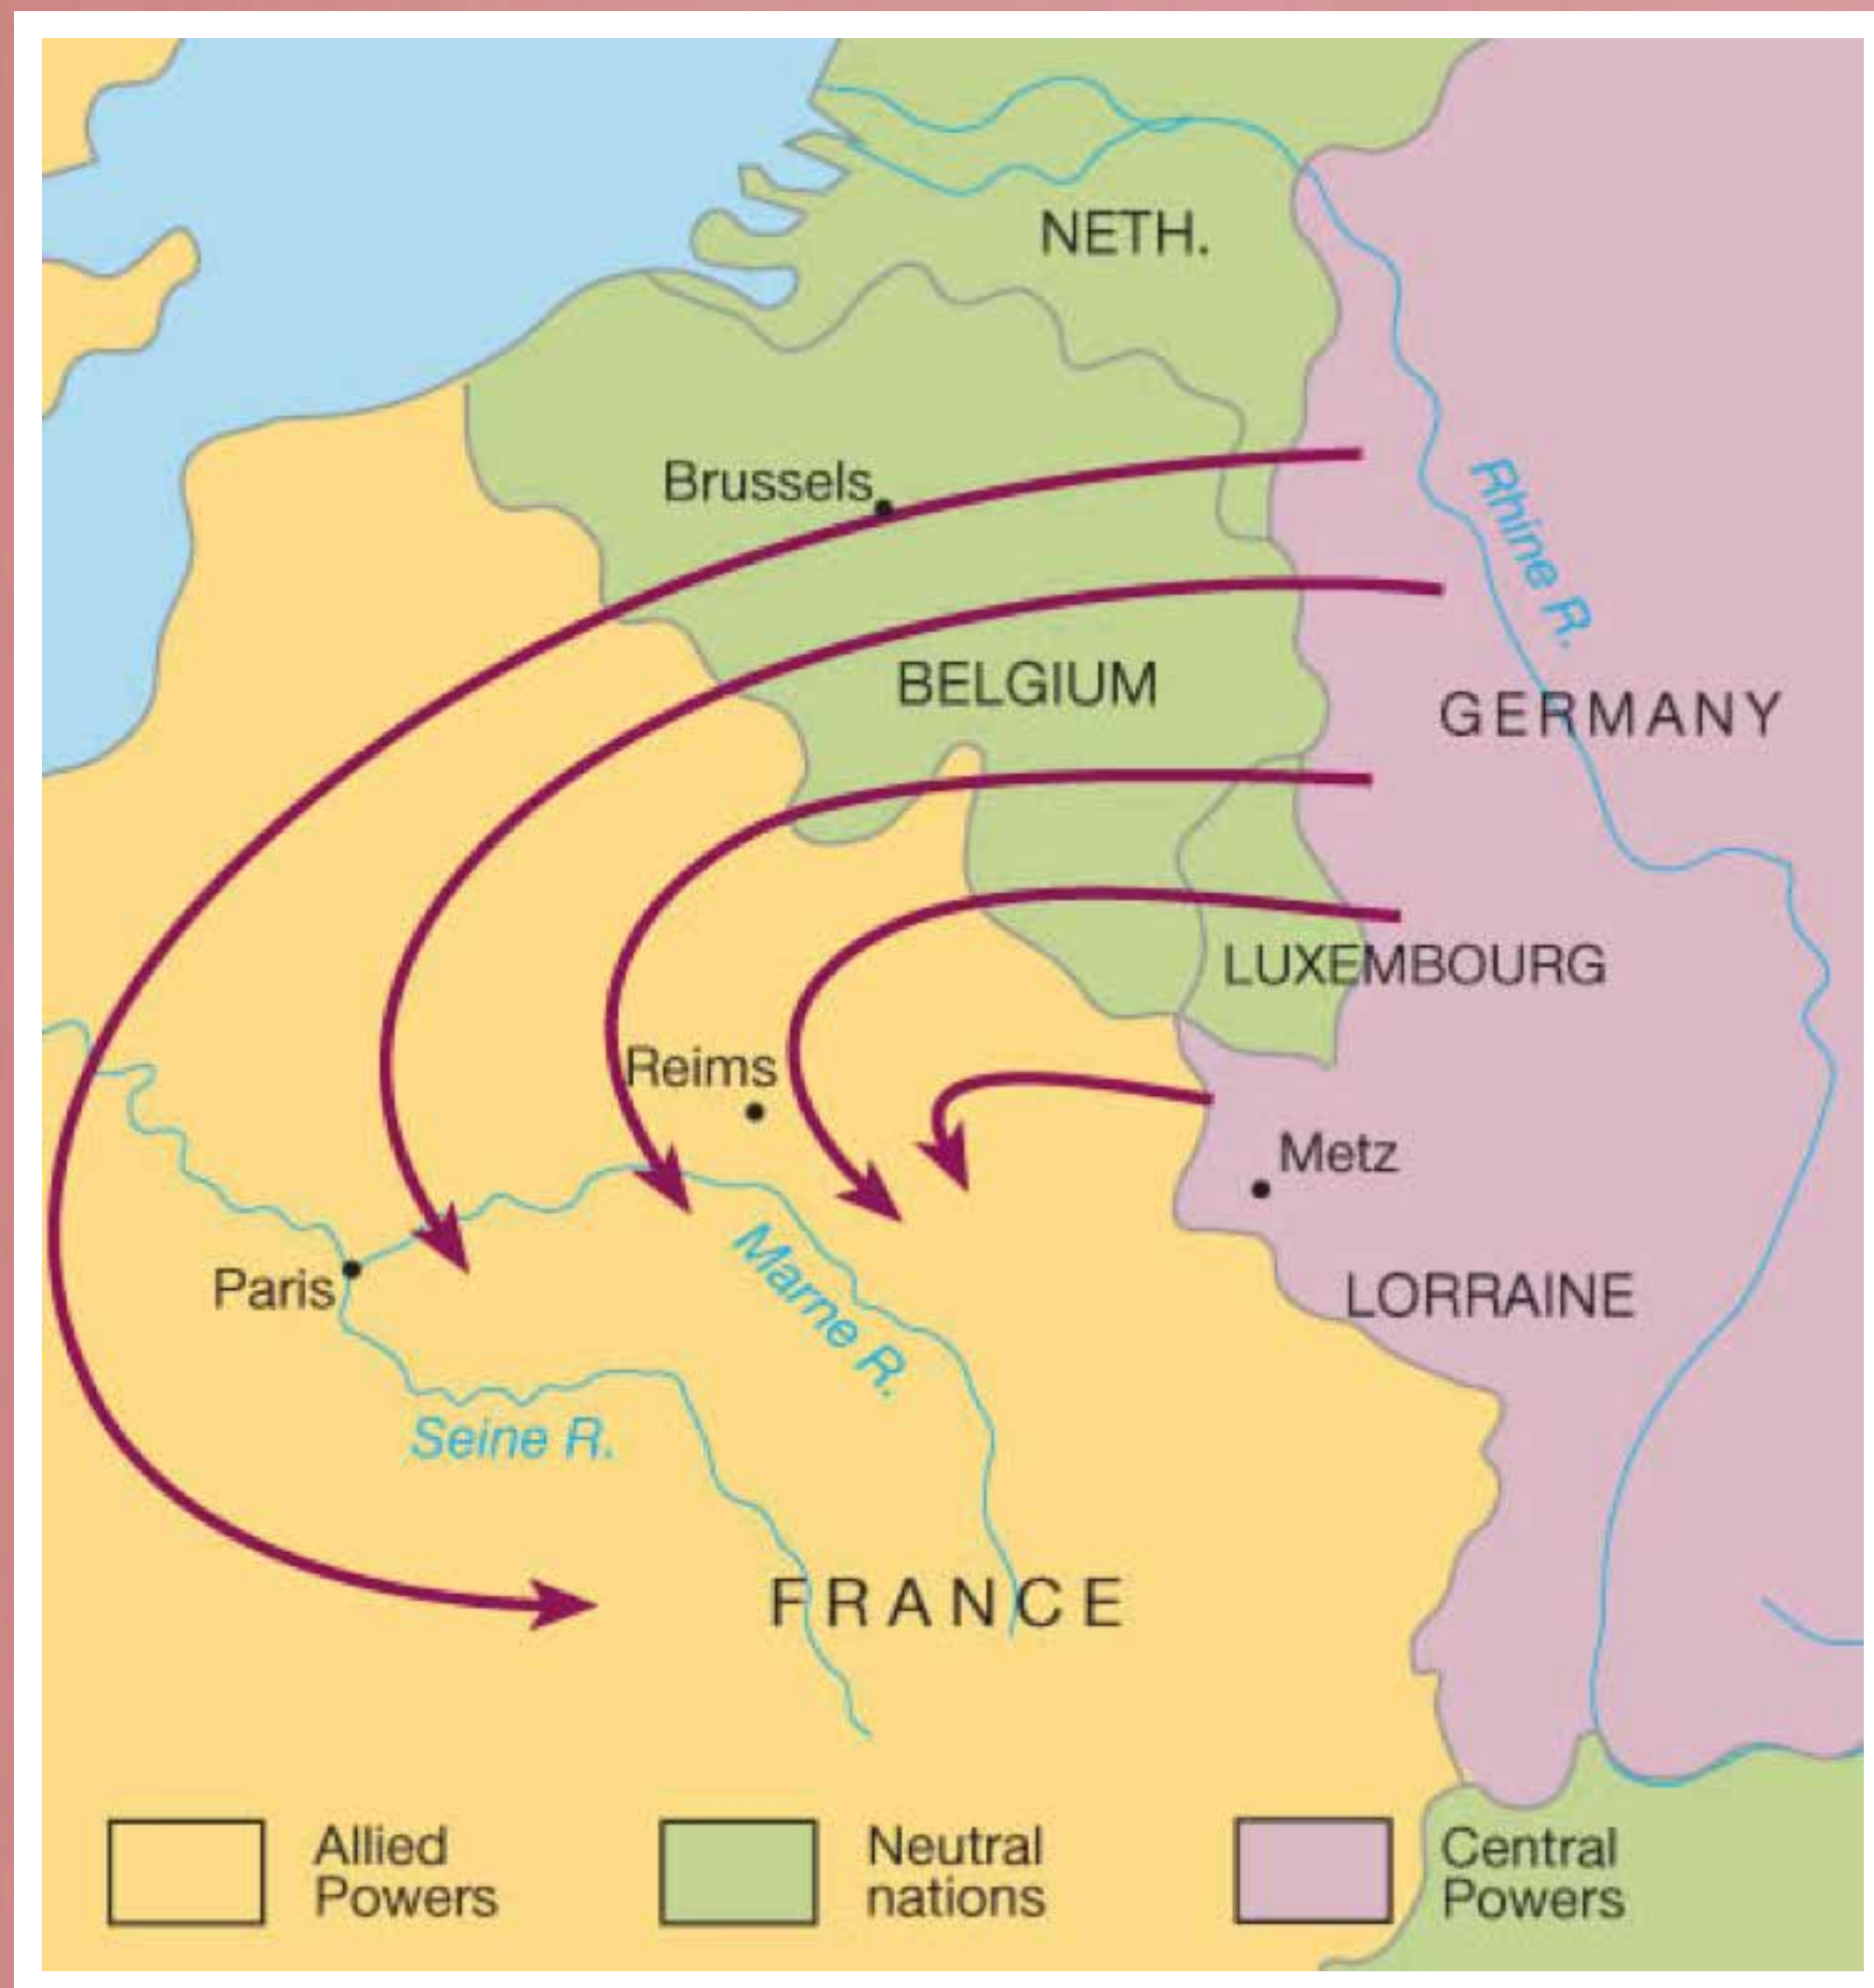 NETH.
Brussels
Rhine R.
BELGIUM
GERMANY
LUXEMBOURG
Reims
Metz
Marne R.
Paris
LORRAINE
Seine R.
FRANCE
Allied
Powers
Neutral
nations
Central
Powers